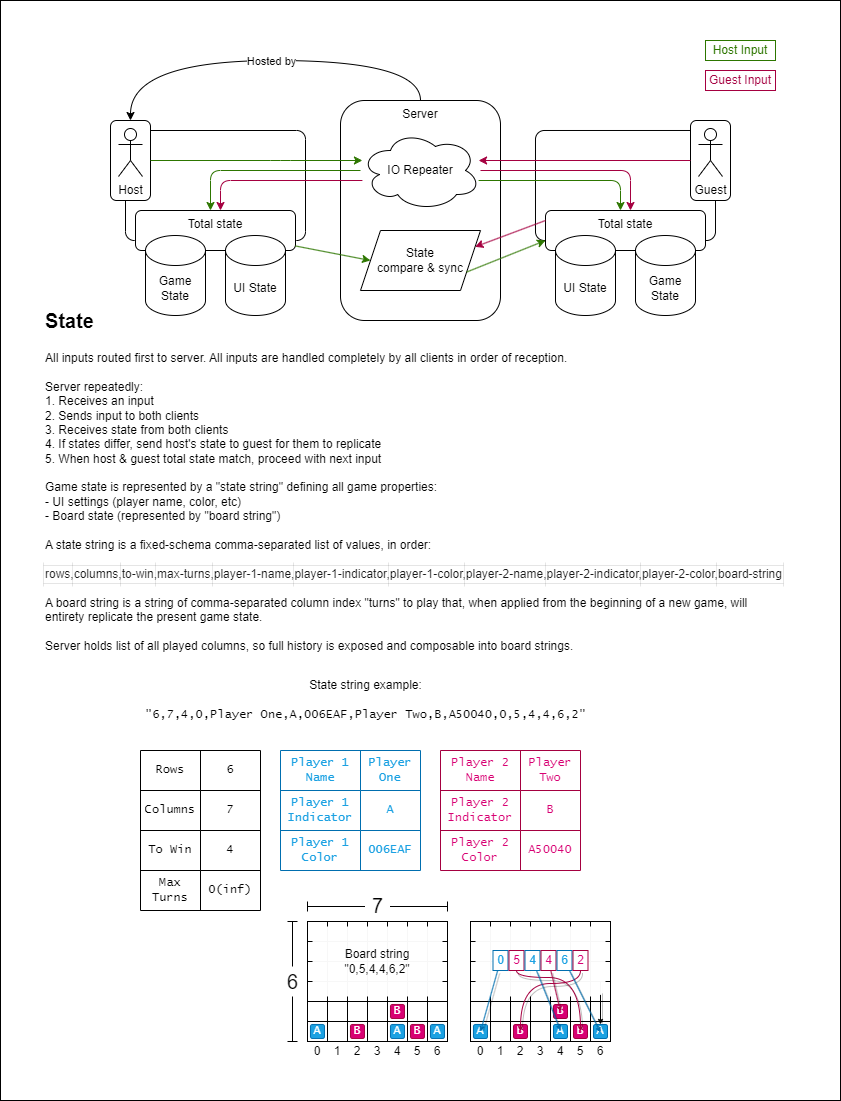 Host Input
Guest Input
Hosted by
Server
IO Repeater
Host
Guest
Total state
Total state
State
compare & sync
Game
State
UI State
UI State
Game
State
State
All inputs routed first to server. All inputs are handled completely by all clients in order of reception.
Server repeatedly:
1. Receives an input
2. Sends input to both clients
3. Receives state from both clients
4. If states differ, send host's state to guest for them to replicate
5. When host & guest total state match, proceed with next input
Game state is represented by a "state string" defining all game properties:
- UI settings (player name, color, etc)
- Board state (represented by "board string")
A state string is a fixed-schema comma-separated list of values, in order:
rows,columns,to-win,max-turns,player-1-name,player-1-indicator,player-1-color,player-2-name,player-2-indicator,player-2-color,board-string
A board string is a string of comma-separated column index "turns" to play that, when applied from the beginning of a new game, will
entirety replicate the present game state.
Server holds list of all played columns, so full history is exposed and composable into board strings.
State string example:
"6,7,4,0,Player One,A,006EAF,Player Two,B,A50040,0,5,4,4,6,2"
Rows 6
Columns 7
To Win 4
Max
Turns
0(inf)
Player 1
Name
Player
One
Player 1
Indicator
A
Player 1
Color
006EAF
Player 2
Name
Player
Two
Player 2
Indicator
B
Player 2
Color
A50040
7
6
Board string
"0,5,4,4,6,2"
B
A B A B A
0 1 2 3 4 5 6
0 5 4 4 6 2
B
A B A B A
0 1 2 3 4 5 6